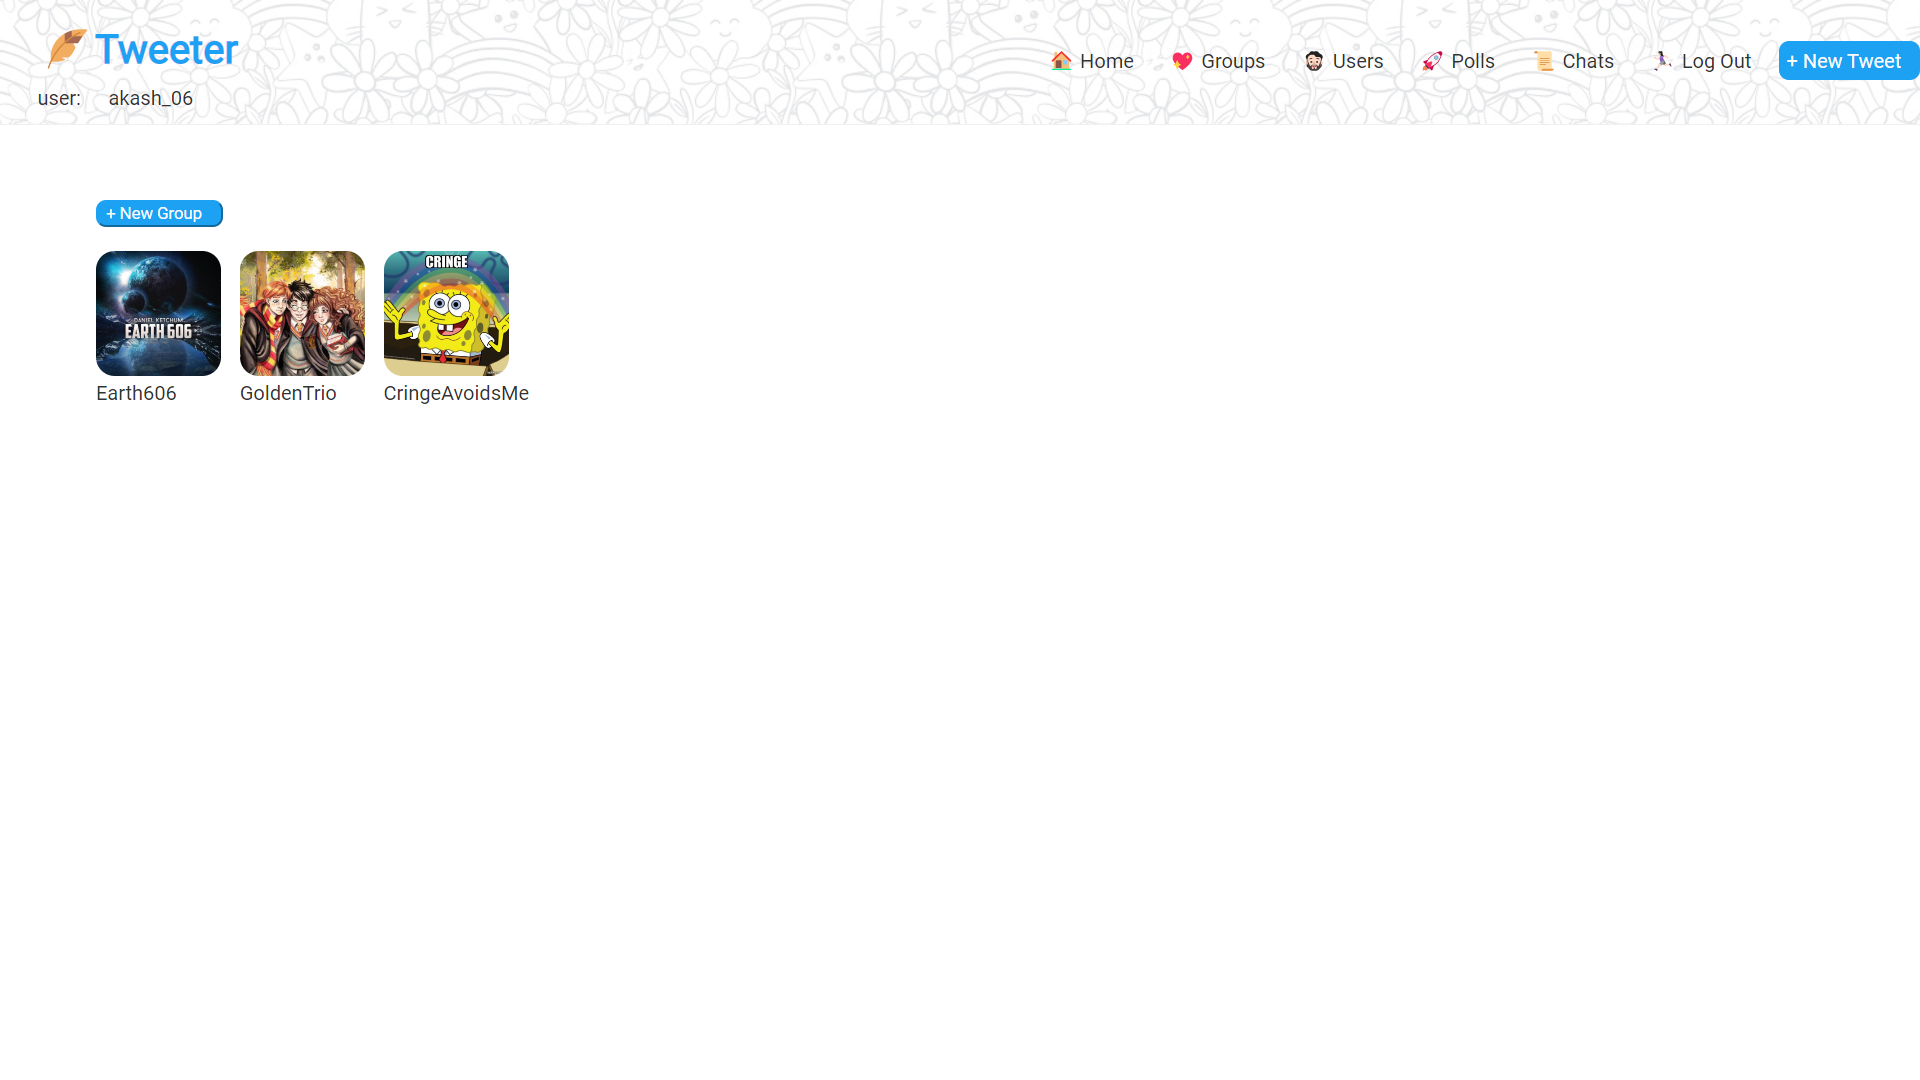 Tweeter
Home Groups Users Polls Chats Log Out + New Tweet
user: akash_06
+ New Group
DANIEL KETCHUM
EARTH 606
CRINGE
Earth606 GoldenTrio CringeAvoidsMe